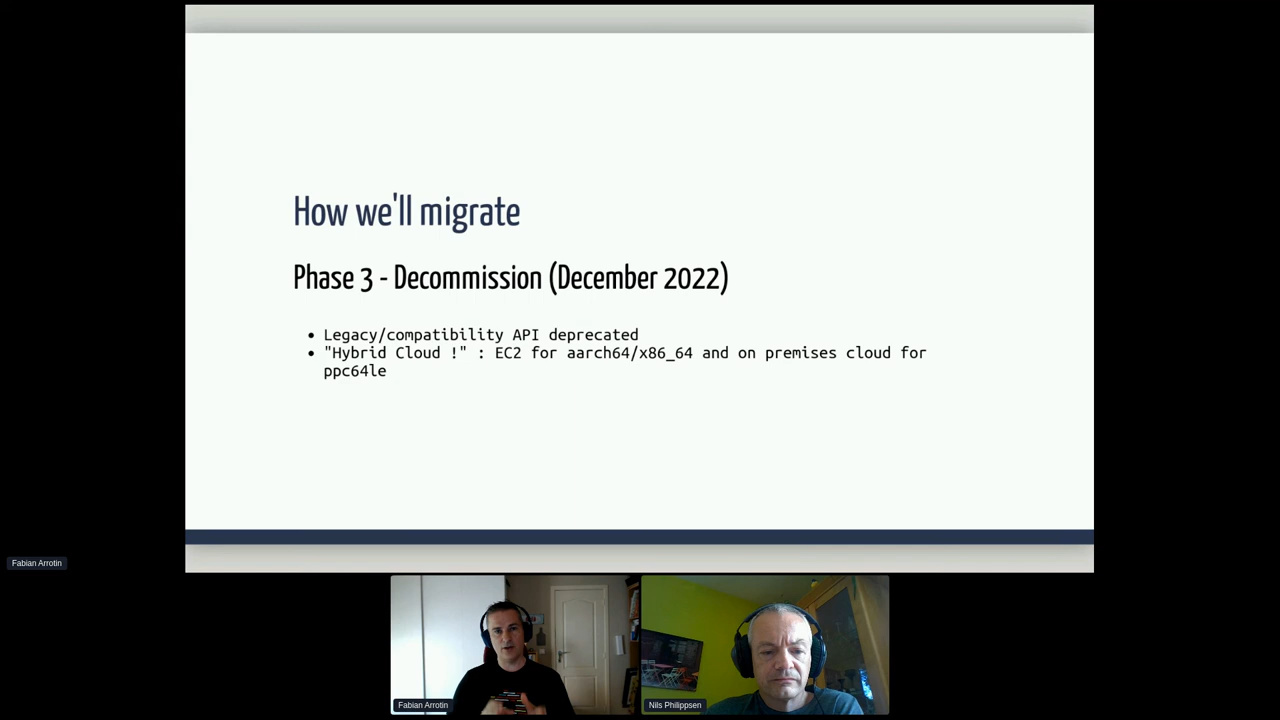 How we'll migrate
Phase 3 - Decommission (December 2022)
• Legacy/compatibility API deprecated
• "Hybrid Cloud !" : EC2 for aarch64/x86_64 and on premises cloud for
ppc64le
Fabian Arrotin
Fabian Arrotin
Nils Philippsen